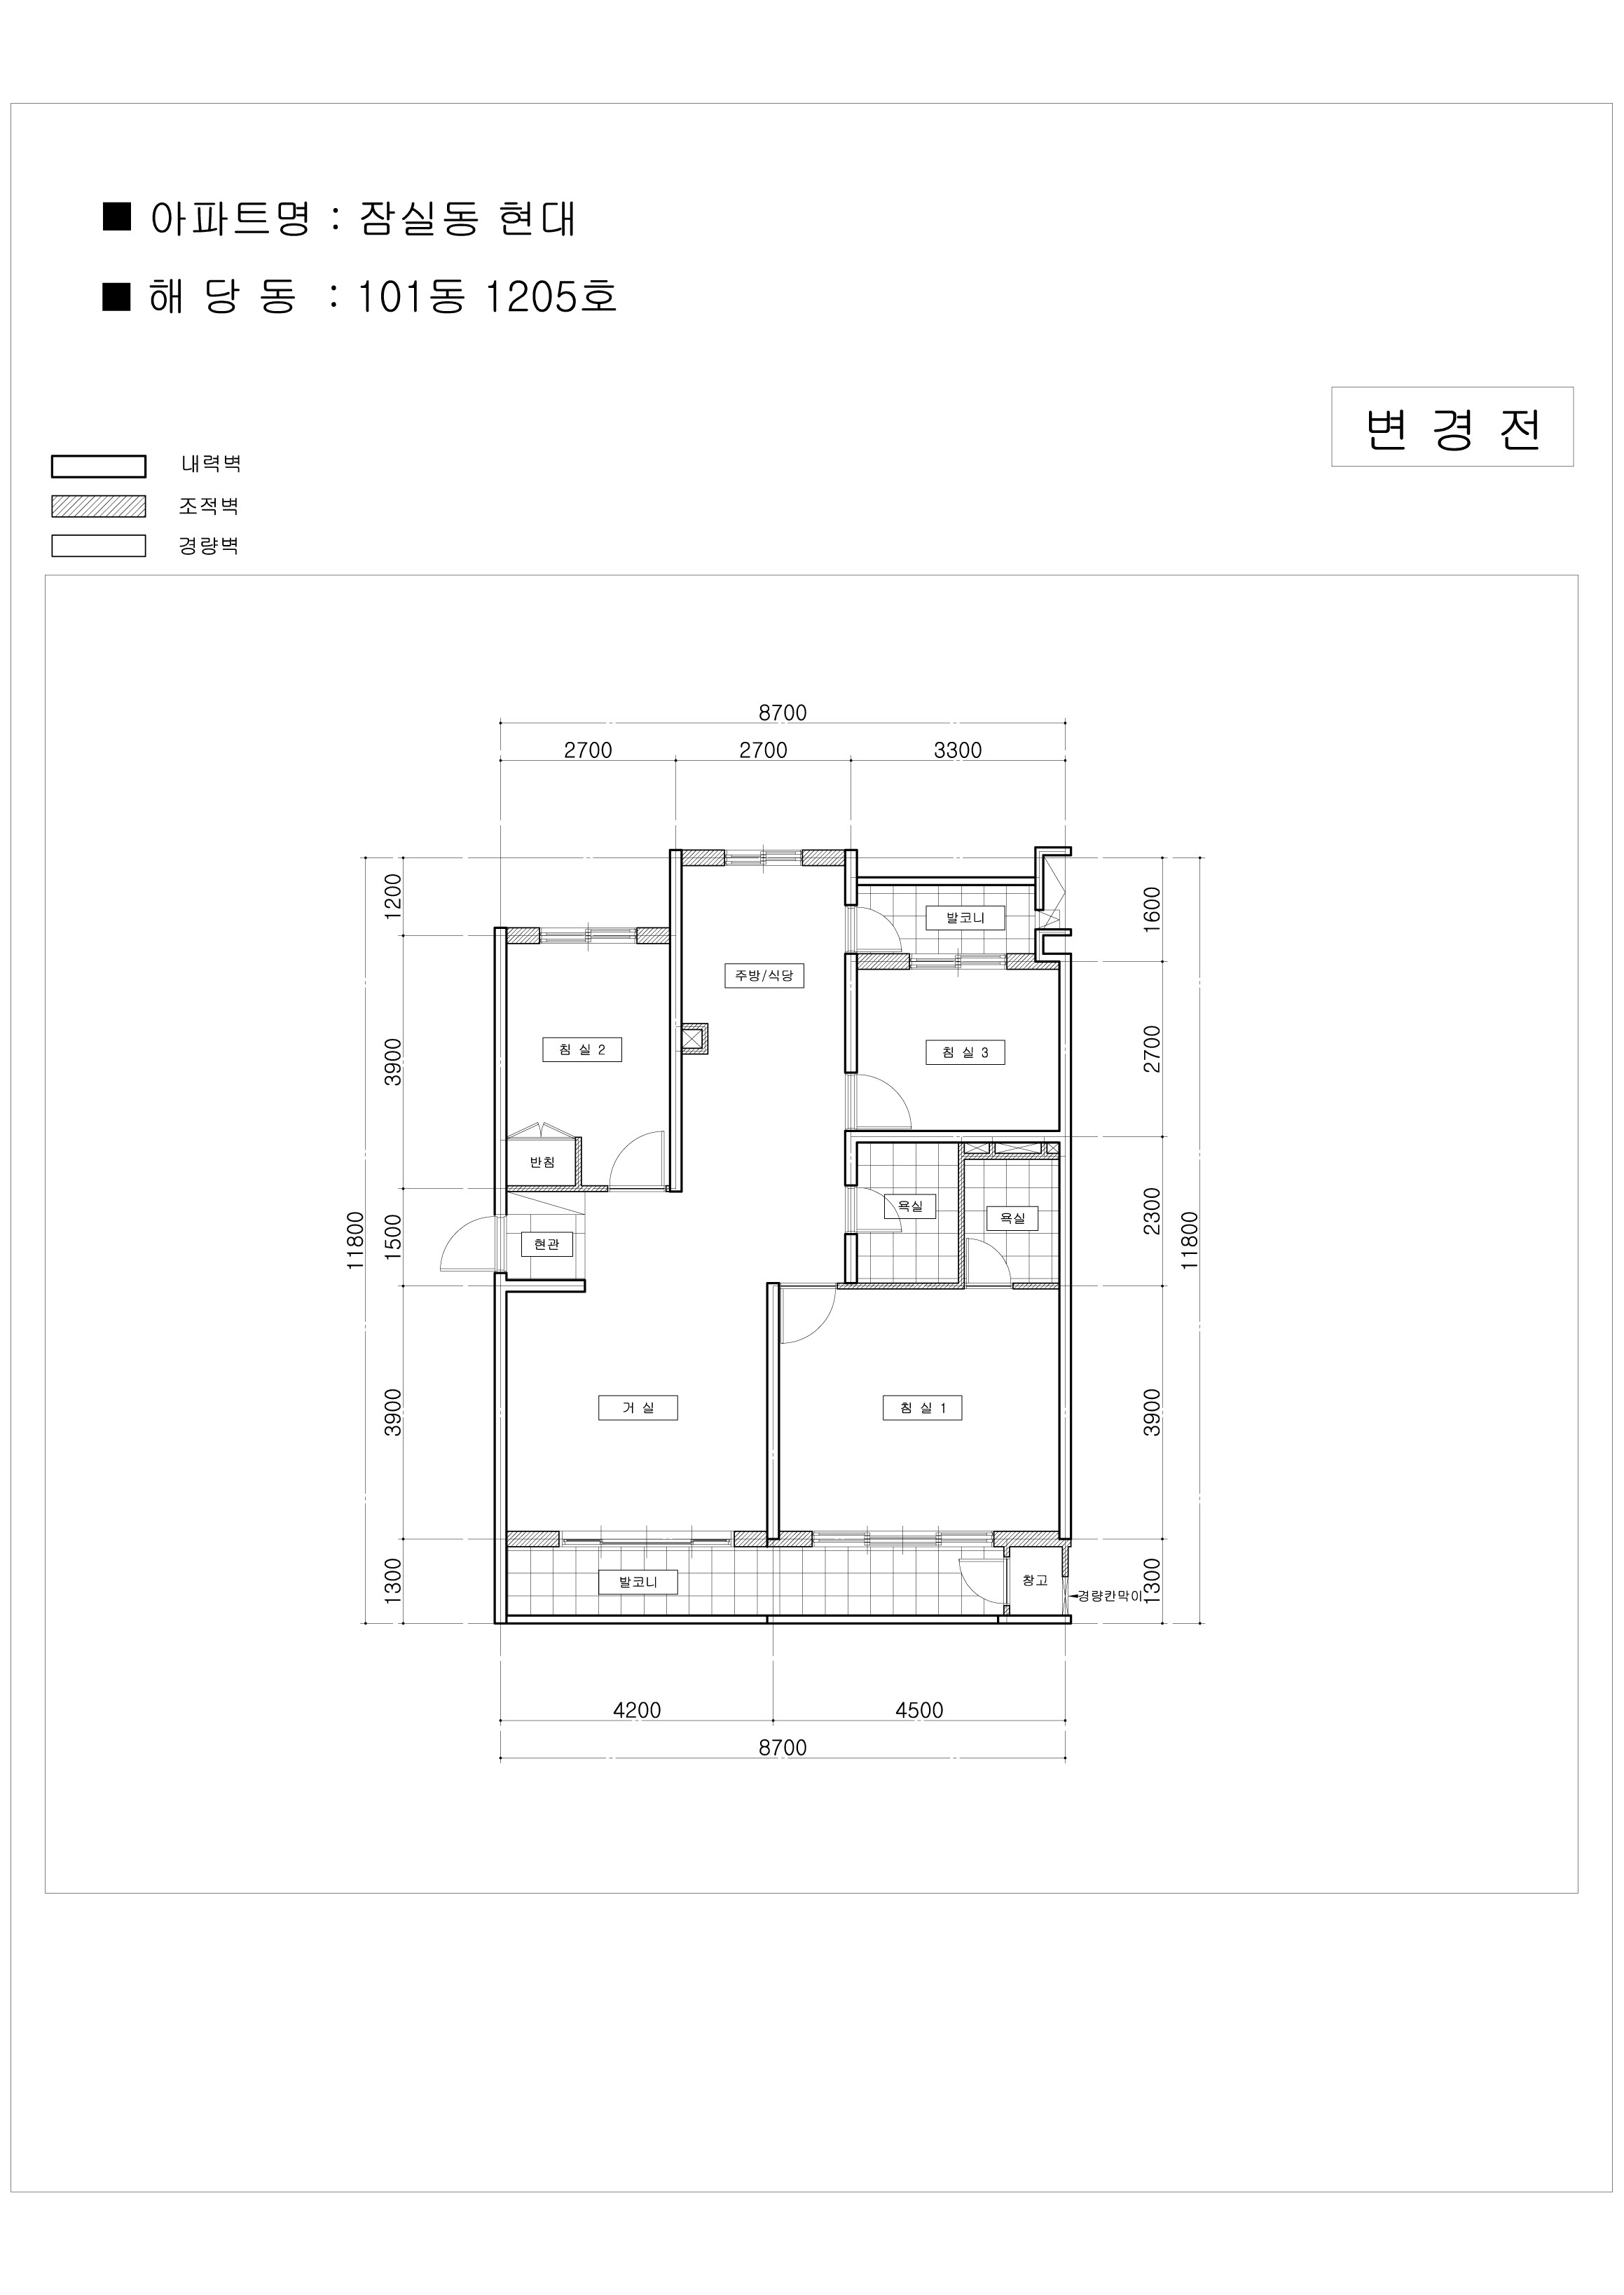 ■ 아파트명 : 잠실동 현대
■ 해 당 동 : 101동 1205호
변 경 전
내력벽
조적벽
경량벽
8700
2700 2700 3300
1200
1600
발코니
주방/식당
3900
침 실 2
침 실 3
2700
반침
욕실
욕실
2300
11800
1500
현관
11800
3900
거 실
침 실 1
3900
1300
발코니
창고
경량칸막이
1300
4200 4500
8700